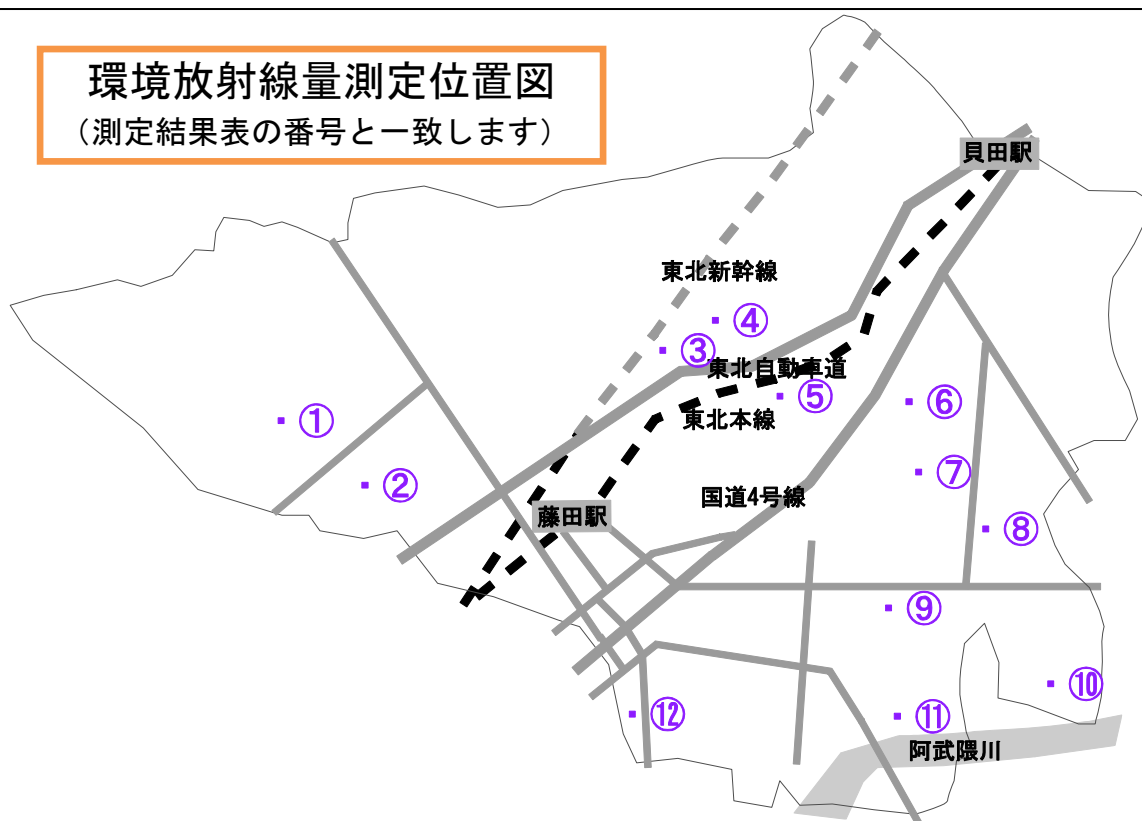 環境放射線量測定位置図
（測定結果表の番号と一致します）
貝田駅
東北新幹線
④
③
東北自動車道
⑤
⑥
①
東北本線
⑦
②
国道4号線
藤田駅
⑧
⑨
⑩
⑫
⑪
阿武隈川